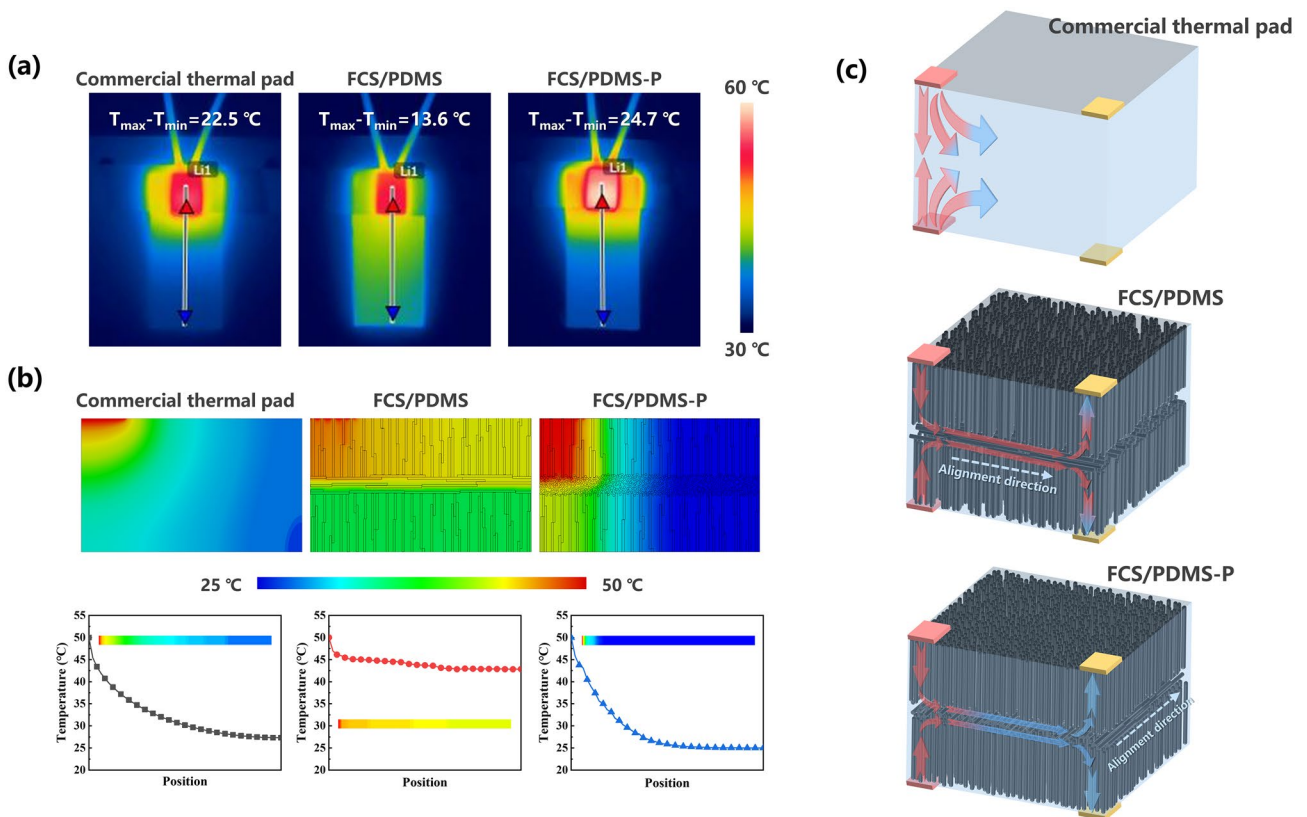 (a)
Commercial thermal pad
FCS/PDMS
FCS/PDMS-P
Tmax-Tmin=22.5 ℃
Tmax-Tmin=13.6 ℃
Tmax-Tmin=24.7 ℃
Li1
Li1
Li1
60 ℃
30 ℃
(b)
Commercial thermal pad
FCS/PDMS
FCS/PDMS-P
25 ℃
50 ℃
Temperature (°C)
55
50
45
40
35
30
25
20
Position
Temperature (°C)
55
50
45
40
35
30
25
20
Position
Temperature (°C)
55
50
45
40
35
30
25
20
Position
(c)
Commercial thermal pad
FCS/PDMS
Alignment direction
FCS/PDMS-P
Alignment direction